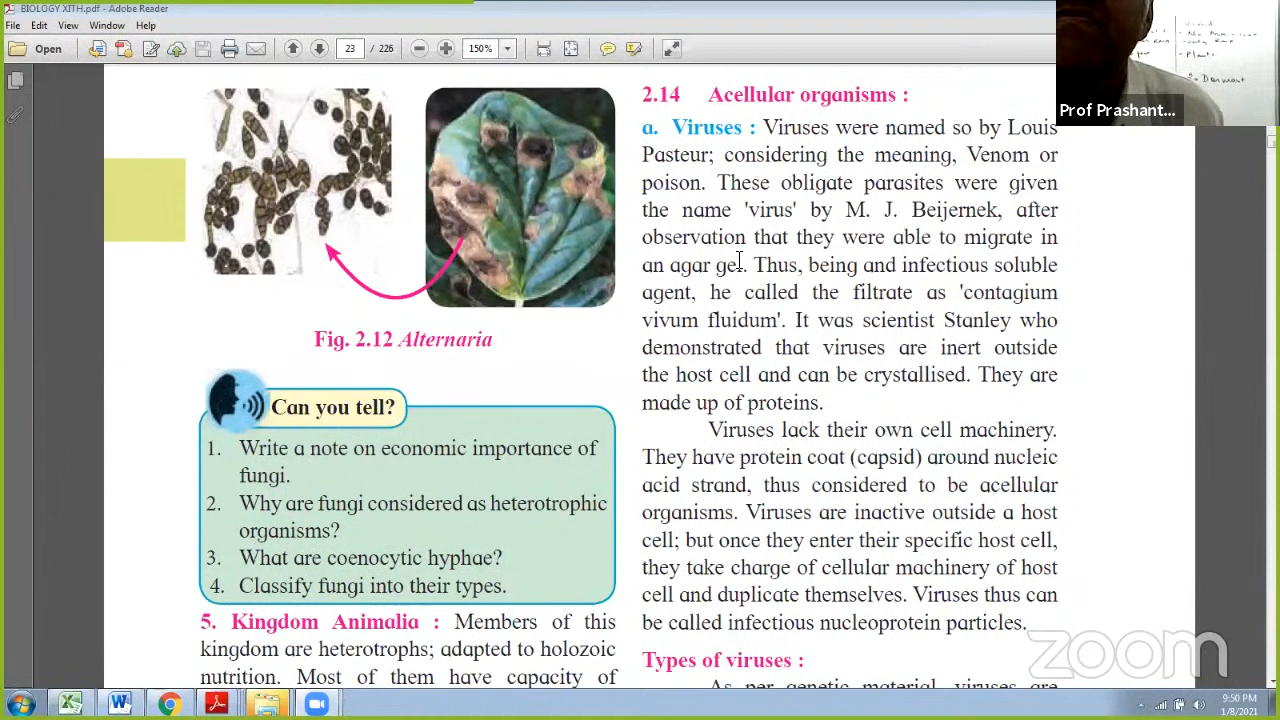 BIOLOGY XITH.pdf - Adobe Reader
File Edit View Window Help
Open 23 / 226 150%
Fig. 2.12 Alternaria
Can you tell?
1. Write a note on economic importance of
fungi.
2. Why are fungi considered as heterotrophic
organisms?
3. What are coenocytic hyphae?
4. Classify fungi into their types.
5. Kingdom Animalia : Members of this
kingdom are heterotrophs; adapted to holozoic
nutrition. Most of them have capacity of
2.14 Acellular organisms :
a. Viruses : Viruses were named so by Louis
Pasteur; considering the meaning, Venom or
poison. These obligate parasites were given
the name 'virus' by M. J. Beijernek, after
observation that they were able to migrate in
an agar gel. Thus, being and infectious soluble
agent, he called the filtrate as 'contagium
vivum fluidum'. It was scientist Stanley who
demonstrated that viruses are inert outside
the host cell and can be crystallised. They are
made up of proteins.
Viruses lack their own cell machinery.
They have protein coat (capsid) around nucleic
acid strand, thus considered to be acellular
organisms. Viruses are inactive outside a host
cell; but once they enter their specific host cell,
they take charge of cellular machinery of host
cell and duplicate themselves. Viruses thus can
be called infectious nucleoprotein particles.
Types of viruses :
As per genetic material, viruses are
Prof Prashant...
Dormant
zoom
9:50 PM
1/8/2021